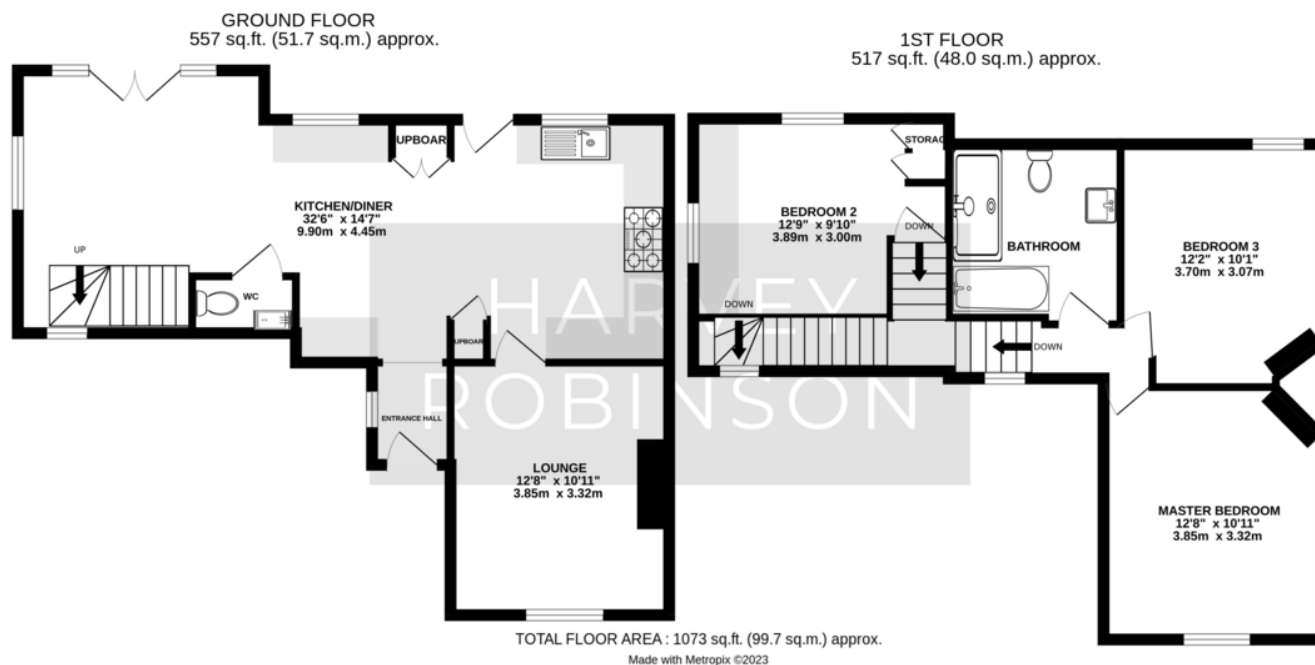 GROUND FLOOR
557 sq.ft. (51.7 sq.m.) approx.
1ST FLOOR
517 sq.ft. (48.0 sq.m.) approx.
UPBOAR
STORAG
KITCHEN/DINER
32'6" x 14'7"
9.90m x 4.45m
BEDROOM 2
12'9" x 9'10"
3.89m x 3.00m
DOWN
BATHROOM
BEDROOM 3
12'2" x 10'1"
3.70m x 3.07m
UP
WC
DOWN
DOWN
UPBOAR
HARVEY
ROBINSON
ENTRANCE HALL
LOUNGE
12'8" x 10'11"
3.85m x 3.32m
MASTER BEDROOM
12'8" x 10'11"
3.85m x 3.32m
TOTAL FLOOR AREA : 1073 sq.ft. (99.7 sq.m.) approx.
Made with Metropix ©2023